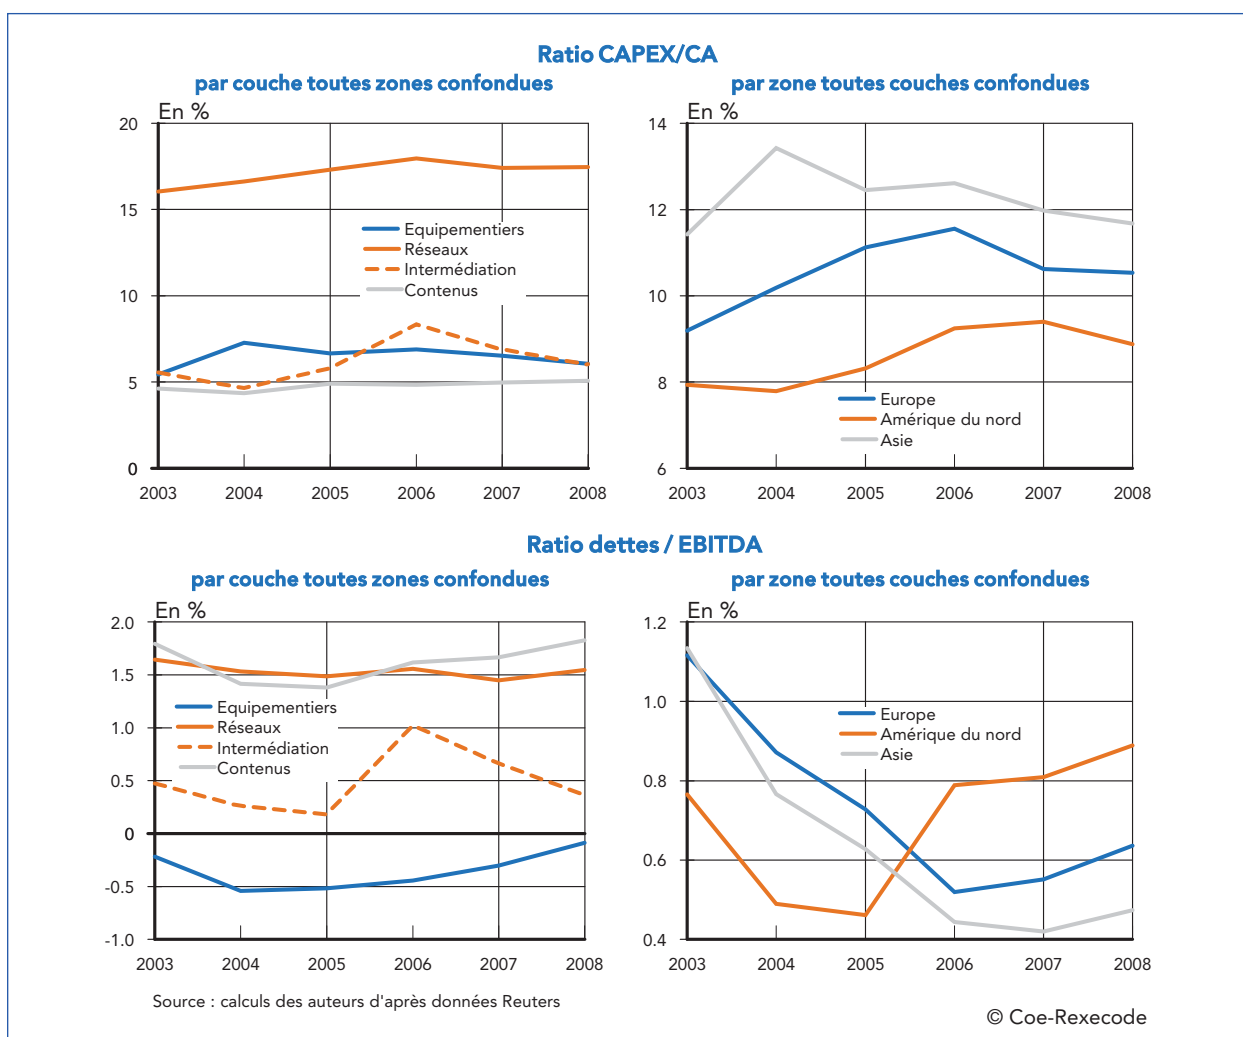 Ratio CAPEX/CA
par couche toutes zones confondues
En %
20
15
10
5
0
Equipementiers
Réseaux
Intermédiation
Contenus
2003 2004 2005 2006 2007 2008
par zone toutes couches confondues
En %
14
12
10
8
6
Europe
Amérique du nord
Asie
2003 2004 2005 2006 2007 2008
Ratio dettes / EBITDA
par couche toutes zones confondues
En %
2.0
1.5
1.0
0.5
0
-0.5
-1.0
Equipementiers
Réseaux
Intermédiation
Contenus
2003 2004 2005 2006 2007 2008
par zone toutes couches confondues
En %
1.2
1.0
0.8
0.6
0.4
Europe
Amérique du nord
Asie
2003 2004 2005 2006 2007 2008
Source : calculs des auteurs d'après données Reuters
© Coe-Rexecode